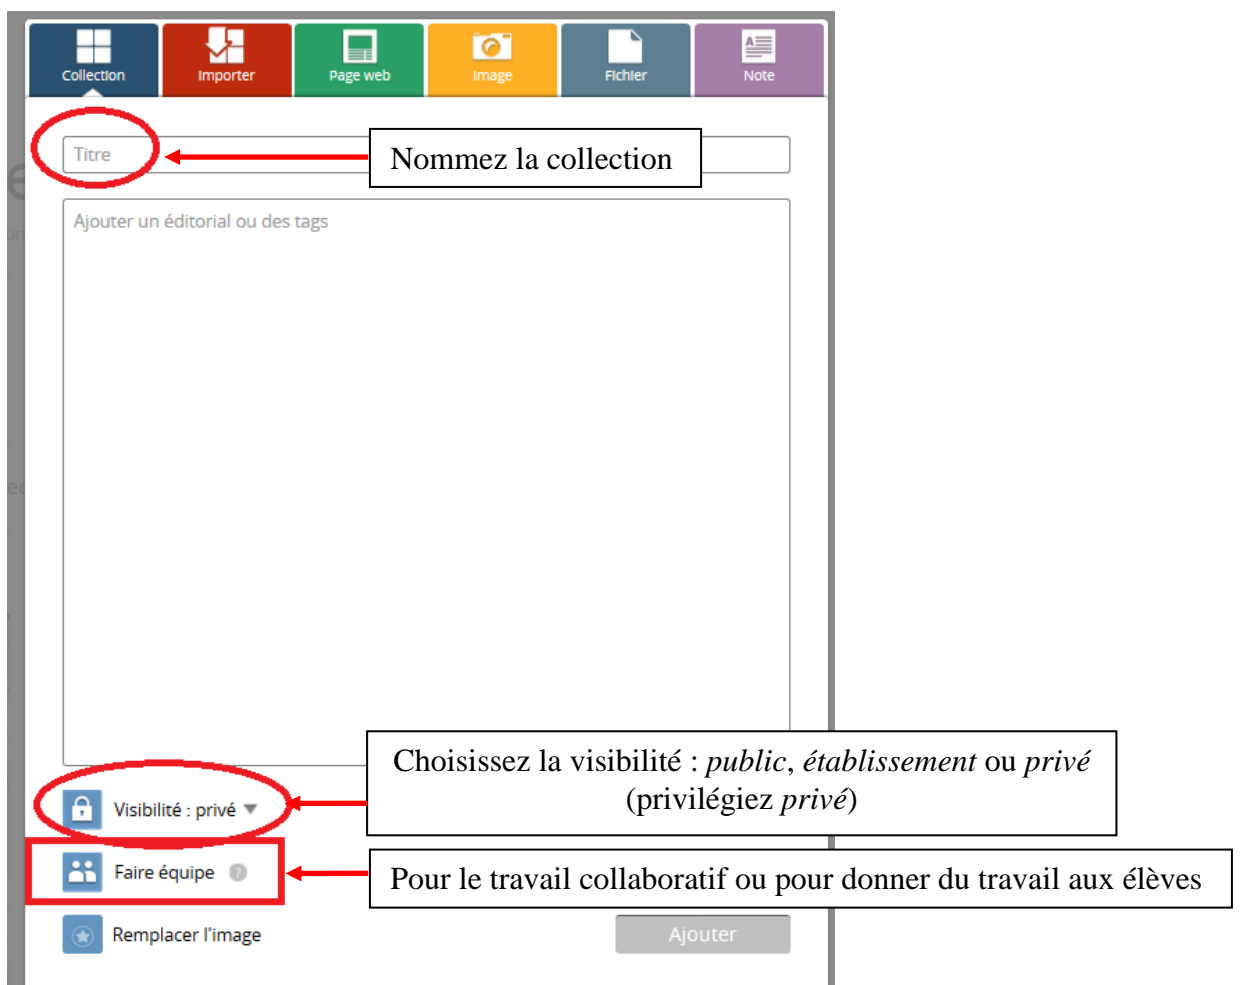 Collection
Importer
Page web
Image
Fichier
Note
Titre
Nommez la collection
Ajouter un éditorial ou des tags
Choisissez la visibilité : public, établissement ou privé
(privilégiez privé)
Visibilité : privé
Faire équipe ?
Pour le travail collaboratif ou pour donner du travail aux élèves
Remplacer l'image
Ajouter